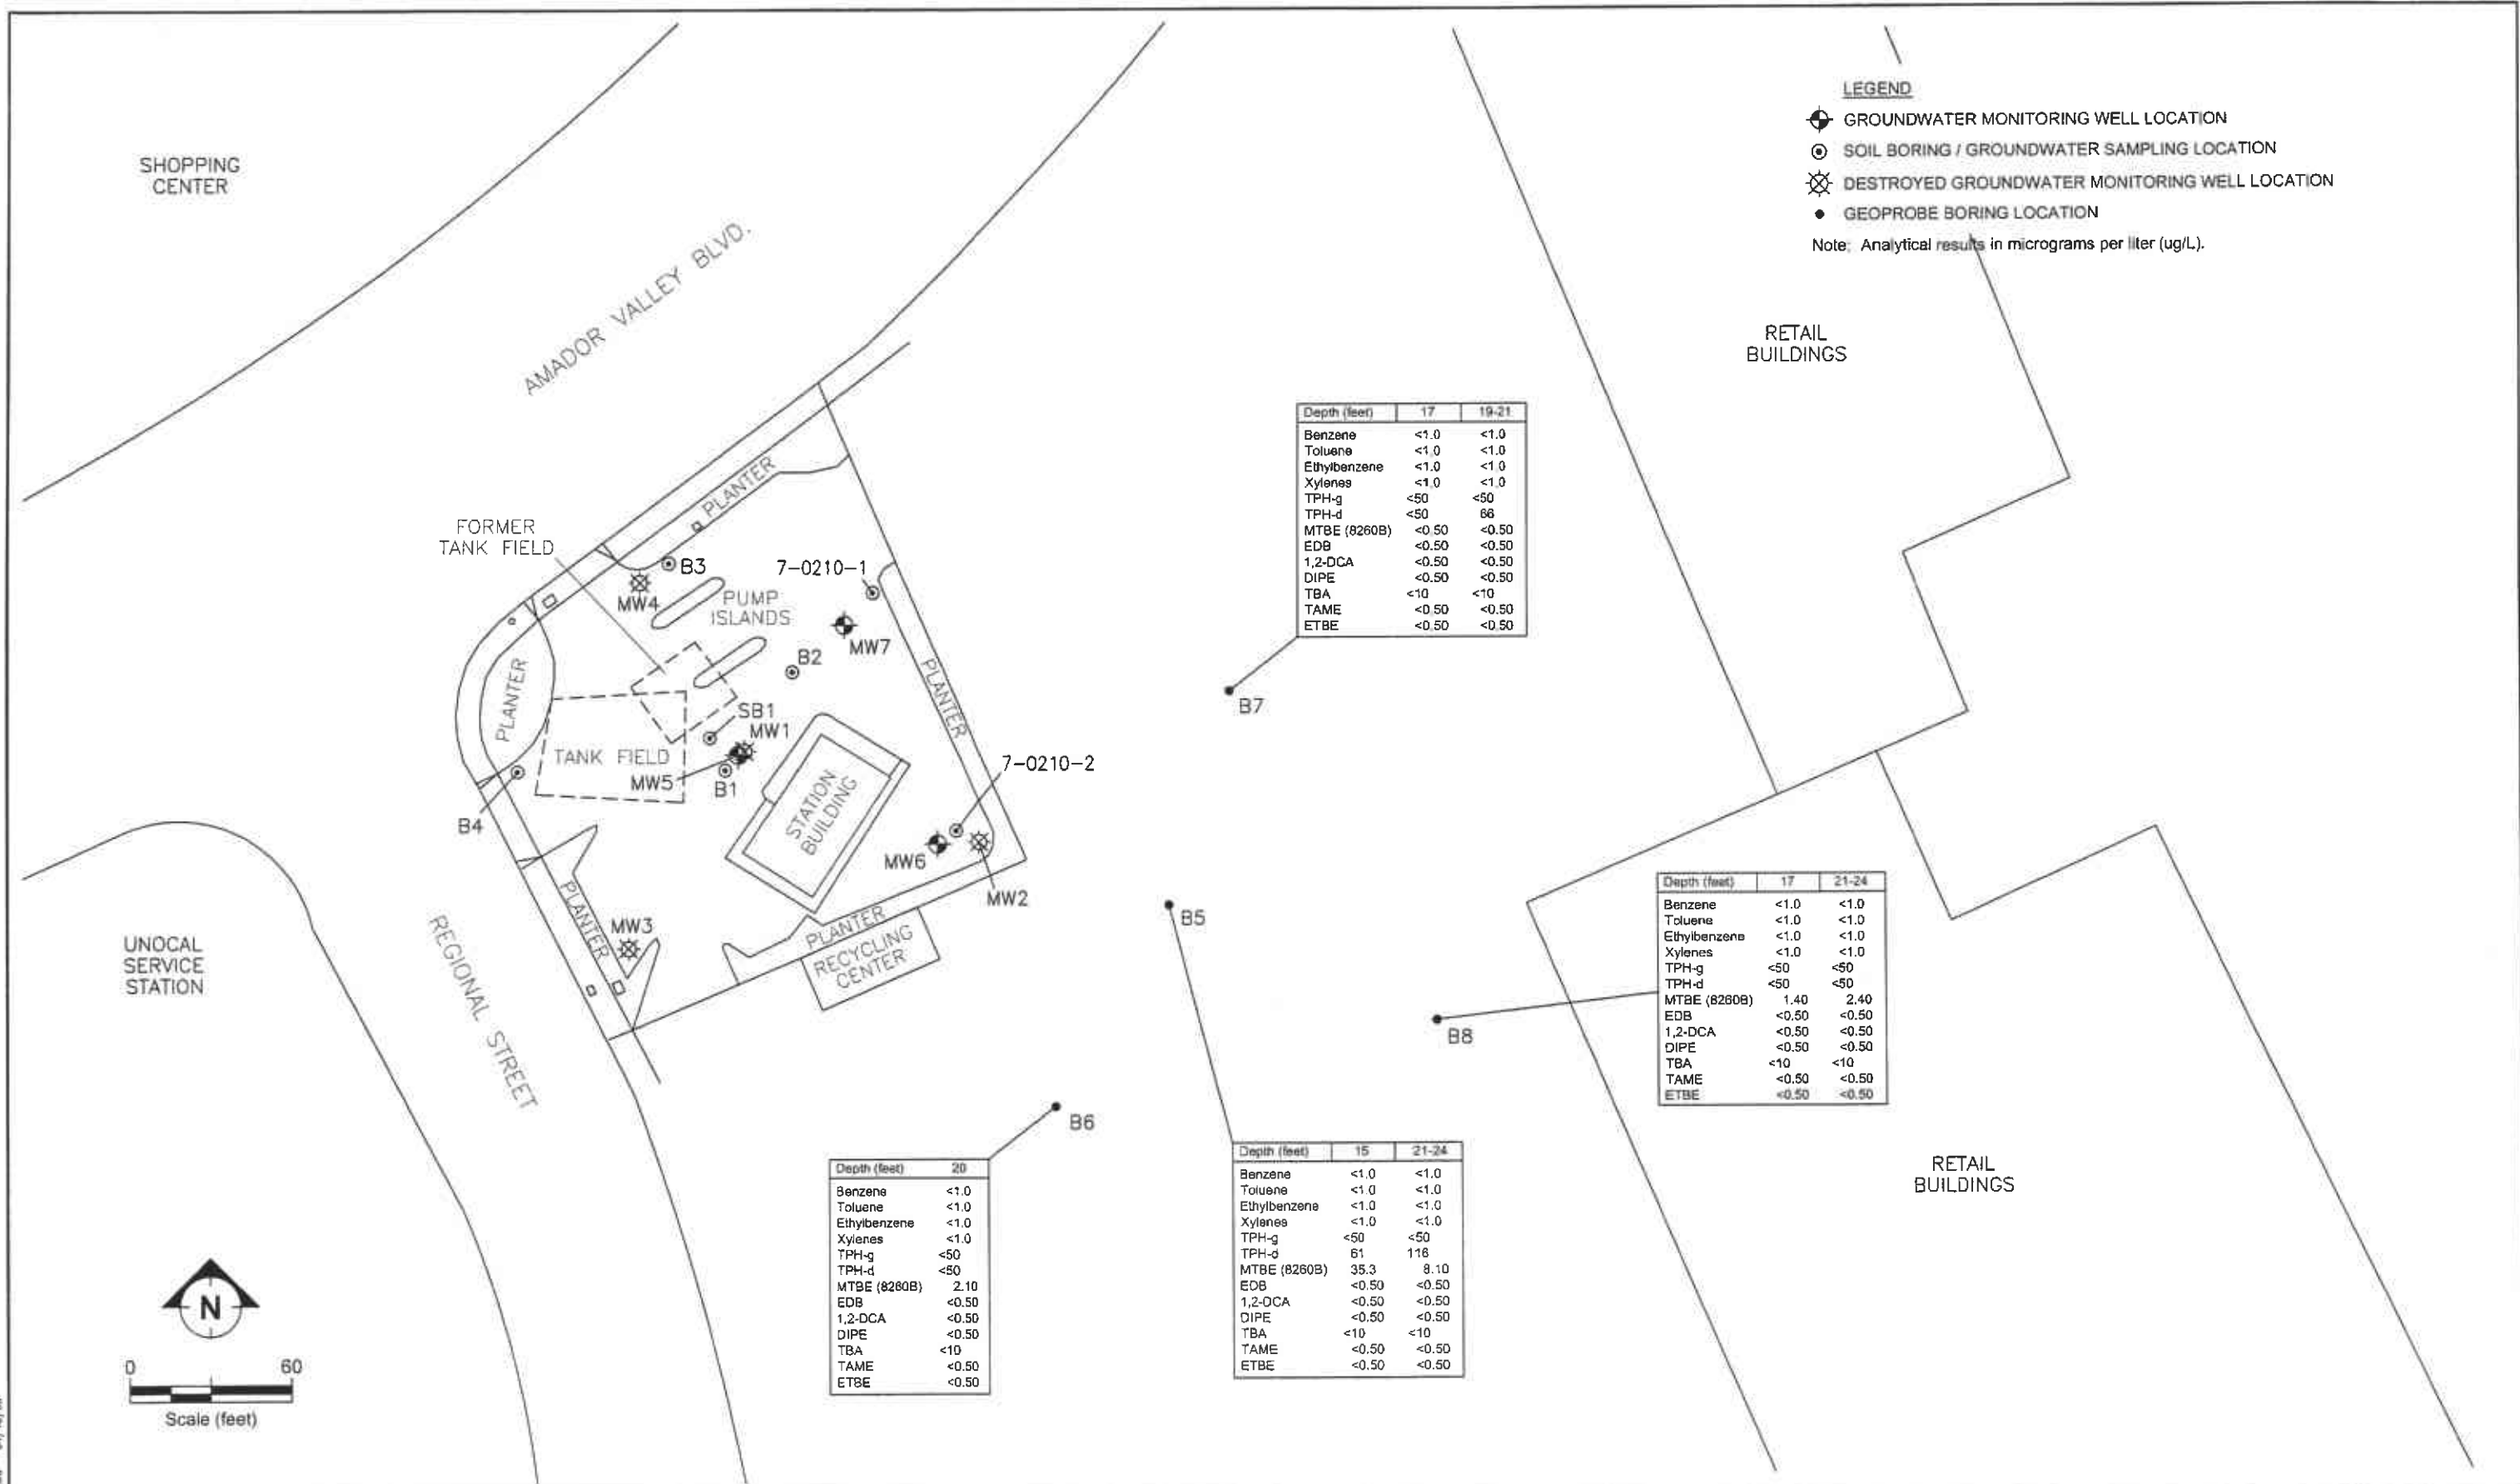 LEGEND
GROUNDWATER MONITORING WELL LOCATION
SOIL BORING / GROUNDWATER SAMPLING LOCATION
DESTROYED GROUNDWATER MONITORING WELL LOCATION
GEOPROBE BORING LOCATION
Note: Analytical results in micrograms per liter (ug/L).
SHOPPING
CENTER
AMADOR VALLEY BLVD.
RETAIL
BUILDINGS
Depth (feet) 17 19-21
Benzene <1.0 <1.0
Toluene <1.0 <1.0
Ethylbenzene <1.0 <1.0
Xylenes <1.0 <1.0
TPH-g <50 <50
TPH-d <50 66
MTBE (8260B) <0.50 <0.50
EDB <0.50 <0.50
1,2-DCA <0.50 <0.50
DIPE <0.50 <0.50
TBA <10 <10
TAME <0.50 <0.50
ETBE <0.50 <0.50
B7
PLANTER
FORMER
TANK FIELD
B3
MW4
7-0210-1
PUMP
ISLANDS
MW7
B2
PLANTER
PLANTER
SB1
MW1
TANK FIELD
MW5
B1
B4
STATION
BUILDING
7-0210-2
MW6
MW2
PLANTER
MW3
PLANTER
RECYCLING
CENTER
UNOCAL
SERVICE
STATION
REGIONAL STREET
B5
B8
B6
Depth (feet) 17 21-24
Benzene <1.0 <1.0
Toluene <1.0 <1.0
Ethylbenzene <1.0 <1.0
Xylenes <1.0 <1.0
TPH-g <50 <50
TPH-d <50 <50
MTBE (8260B) 1.40 2.40
EDB <0.50 <0.50
1,2-DCA <0.50 <0.50
DIPE <0.50 <0.50
TBA <10 <10
TAME <0.50 <0.50
ETBE <0.50 <0.50
Depth (feet) 20
Benzene <1.0
Toluene <1.0
Ethylbenzene <1.0
Xylenes <1.0
TPH-g <50
TPH-d <50
MTBE (8260B) 2.10
EDB <0.50
1,2-DCA <0.50
DIPE <0.50
TBA <10
TAME <0.50
ETBE <0.50
Depth (feet) 15 21-24
Benzene <1.0 <1.0
Toluene <1.0 <1.0
Ethylbenzene <1.0 <1.0
Xylenes <1.0 <1.0
TPH-g <50 <50
TPH-d 61 116
MTBE (8260B) 35.3 8.10
EDB <0.50 <0.50
1,2-DCA <0.50 <0.50
DIPE <0.50 <0.50
TBA <10 <10
TAME <0.50 <0.50
ETBE <0.50 <0.50
RETAIL
BUILDINGS
N
0 60
Scale (feet)